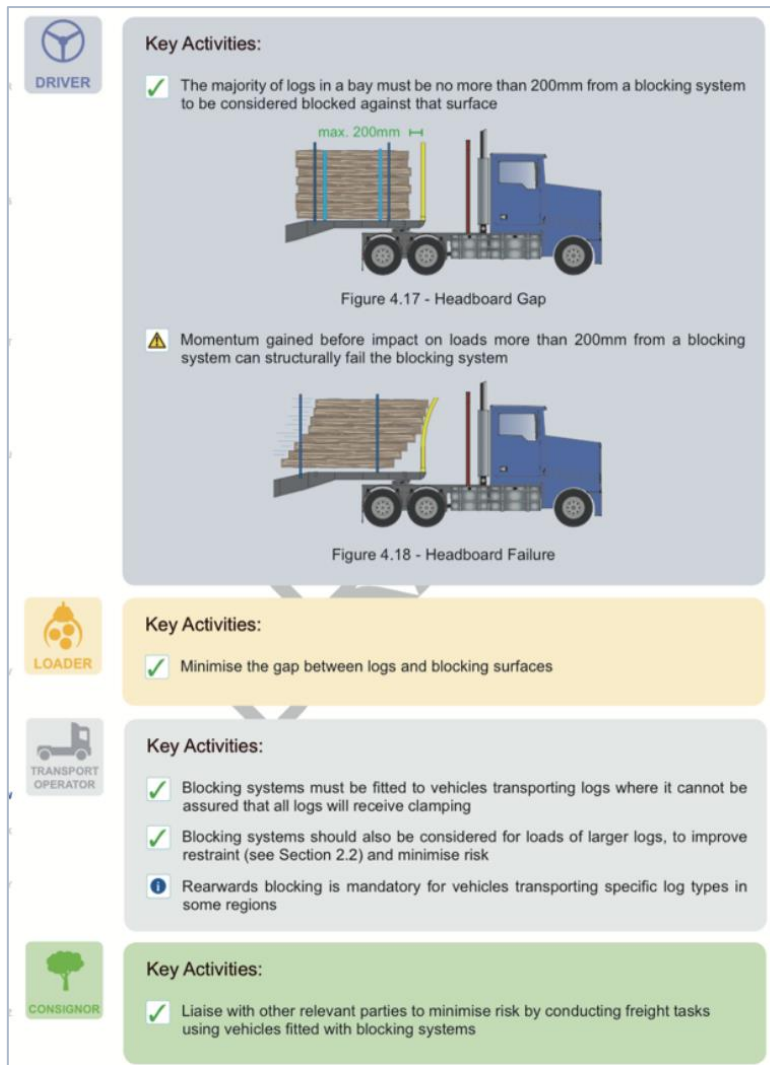 DRIVER
Key Activities:
The majority of logs in a bay must be no more than 200mm from a blocking system
to be considered blocked against that surface
max. 200mm
Figure 4.17 - Headboard Gap
Momentum gained before impact on loads more than 200mm from a blocking
system can structurally fail the blocking system
Figure 4.18 - Headboard Failure
LOADER
Key Activities:
Minimise the gap between logs and blocking surfaces
TRANSPORT
OPERATOR
Key Activities:
Blocking systems must be fitted to vehicles transporting logs where it cannot be
assured that all logs will receive clamping
Blocking systems should also be considered for loads of larger logs, to improve
restraint (see Section 2.2) and minimise risk
Rearwards blocking is mandatory for vehicles transporting specific log types in
some regions
CONSIGNOR
Key Activities:
Liaise with other relevant parties to minimise risk by conducting freight tasks
using vehicles fitted with blocking systems